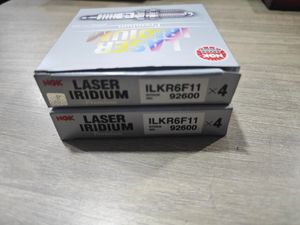 LASER
IRIDIUM
NGK
LASER
IRIDIUM
ILKR6F11
92600
×4
NGK
LASER
IRIDIUM
ILKR6F11
92600
×4